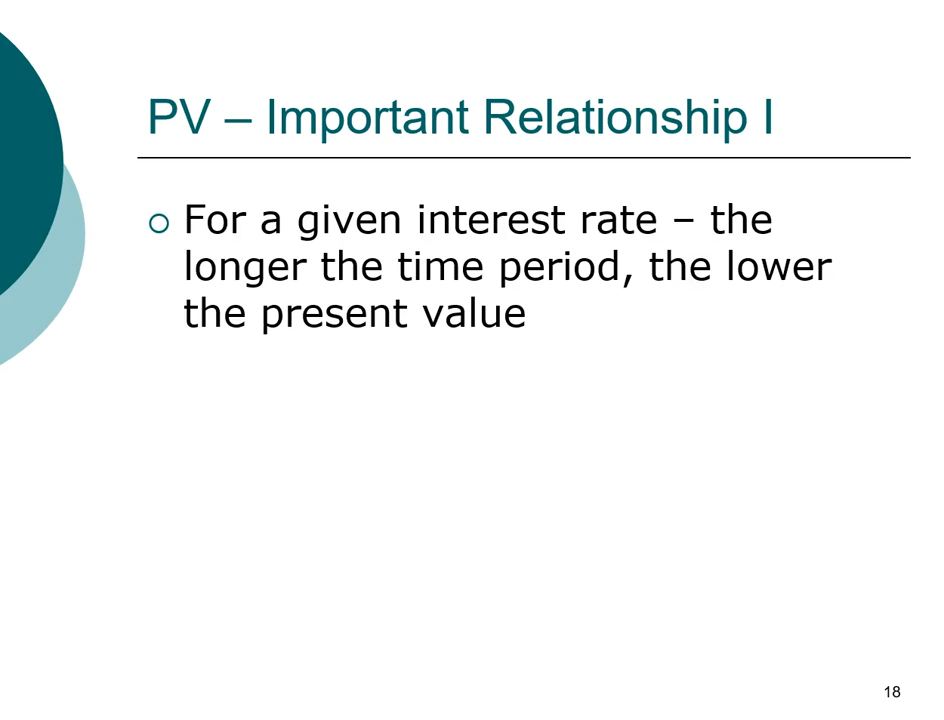 PV – Important Relationship I
For a given interest rate – the
longer the time period, the lower
the present value
18